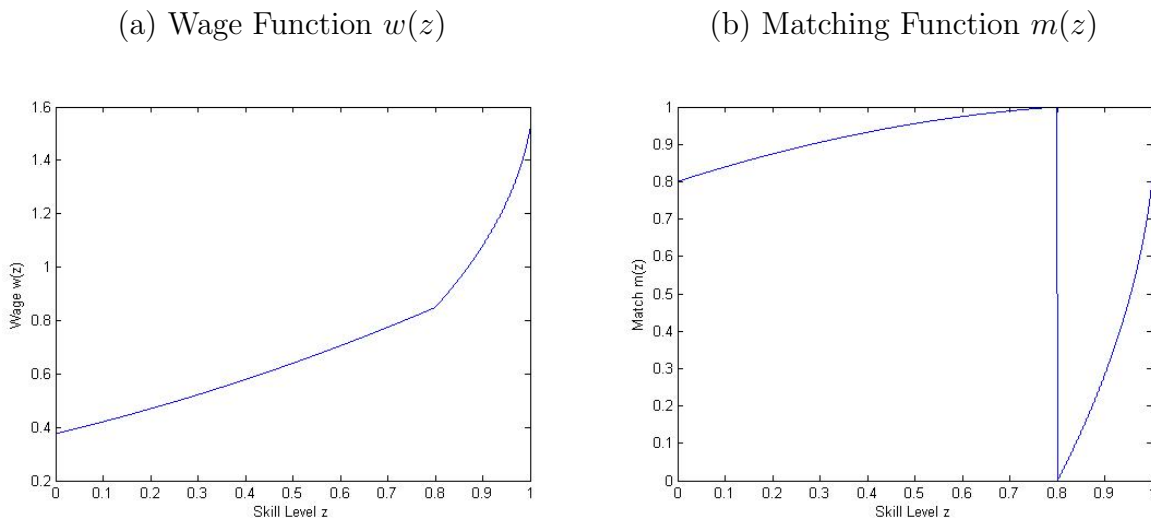 (a) Wage Function w(z)
(b) Matching Function m(z)
1.6
1.4
1.2
1
0.8
0.6
0.4
0.2
0 0.1 0.2 0.3 0.4 0.5 0.6 0.7 0.8 0.9 1
Wage w(z)
Skill Level z
1
0.9
0.8
0.7
0.6
0.5
0.4
0.3
0.2
0.1
0
0 0.1 0.2 0.3 0.4 0.5 0.6 0.7 0.8 0.9 1
Match m(z)
Skill Level z